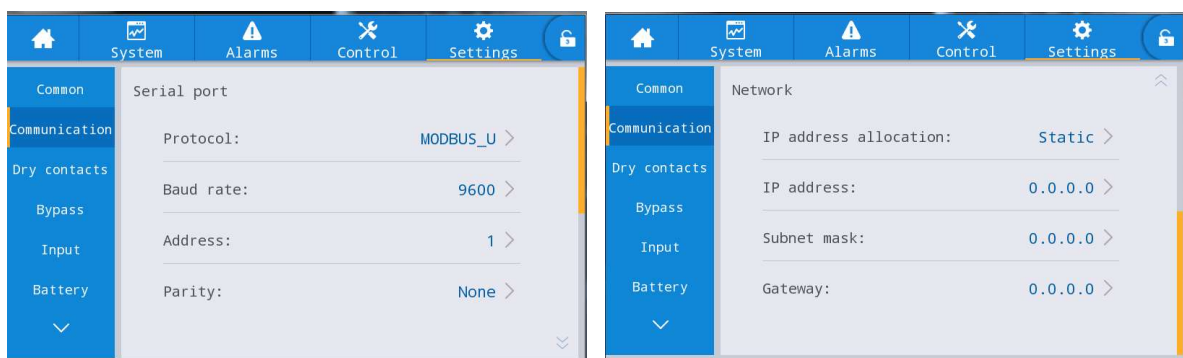 System Alarms Control Settings
Common
Communication
Dry contacts
Bypass
Input
Battery
Serial port
Protocol: MODBUS_U
Baud rate: 9600
Address: 1
Parity: None
System Alarms Control Settings
Common
Communication
Dry contacts
Bypass
Input
Battery
Network
IP address allocation: Static
IP address: 0.0.0.0
Subnet mask: 0.0.0.0
Gateway: 0.0.0.0